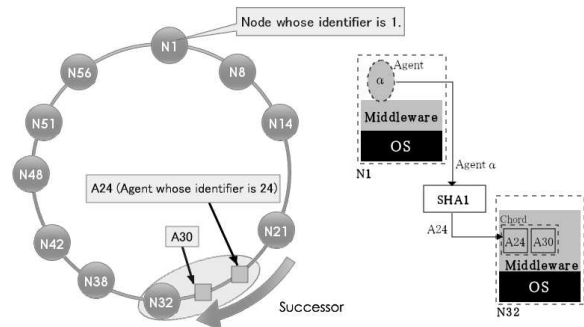 Node whose identifier is 1.
N1
N56
N8
N51
N14
N48
A24 (Agent whose identifier is 24)
N42
A30
N21
N38
N32
Successor
Agent
α
Middleware
OS
N1
Agent α
SHA1
A24
Chord
A24 A30
Middleware
OS
N32